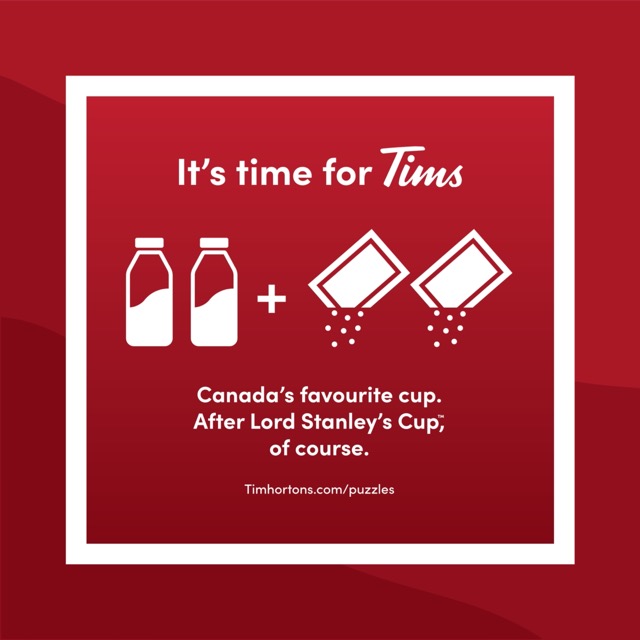 It's time for Tims
+
Canada's favourite cup.
After Lord Stanley's Cup™,
of course.
Timhortons.com/puzzles